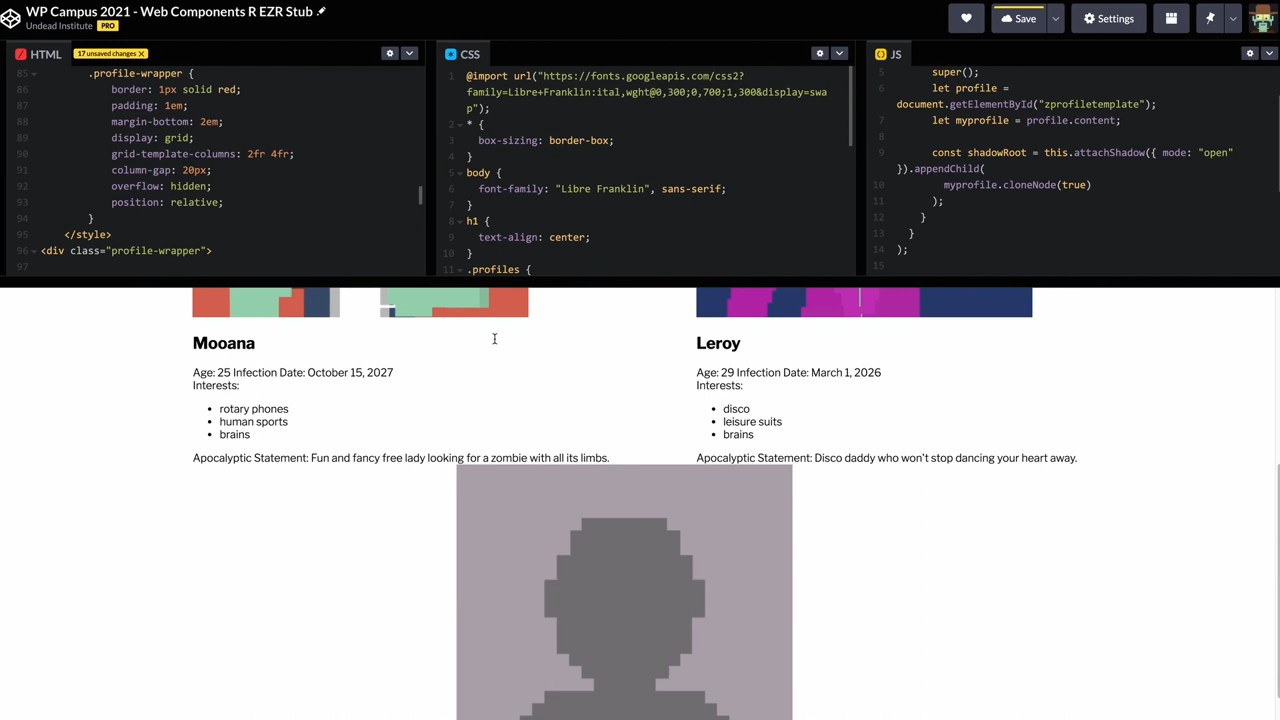 WP Campus 2021 - Web Components R EZR Stub
Undead Institute PRO
Save
Settings
HTML
17 unsaved changes X
85 .profile-wrapper {
86 border: 1px solid red;
87 padding: 1em;
88 margin-bottom: 2em;
89 display: grid;
90 grid-template-columns: 2fr 4fr;
91 column-gap: 20px;
92 overflow: hidden;
93 position: relative;
94 }
95 </style>
96 <div class="profile-wrapper">
97
CSS
1 @import url("https://fonts.googleapis.com/css2?
family=Libre+Franklin:ital,wght@0,300;0,700;1,300&display=swa
p");
2 * {
3 box-sizing: border-box;
4 }
5 body {
6 font-family: "Libre Franklin", sans-serif;
7 }
8 h1 {
9 text-align: center;
10 }
11 .profiles {
JS
5 super();
6 let profile =
document.getElementById("zprofiletemplate");
7 let myprofile = profile.content;
8
9 const shadowRoot = this.attachShadow({ mode: "open"
}).appendChild(
10 myprofile.cloneNode(true)
11 );
12 }
13 }
14 );
15
Mooana
Age: 25 Infection Date: October 15, 2027
Interests:
• rotary phones
• human sports
• brains
Apocalyptic Statement: Fun and fancy free lady looking for a zombie with all its limbs.
Leroy
Age: 29 Infection Date: March 1, 2026
Interests:
• disco
• leisure suits
• brains
Apocalyptic Statement: Disco daddy who won't stop dancing your heart away.